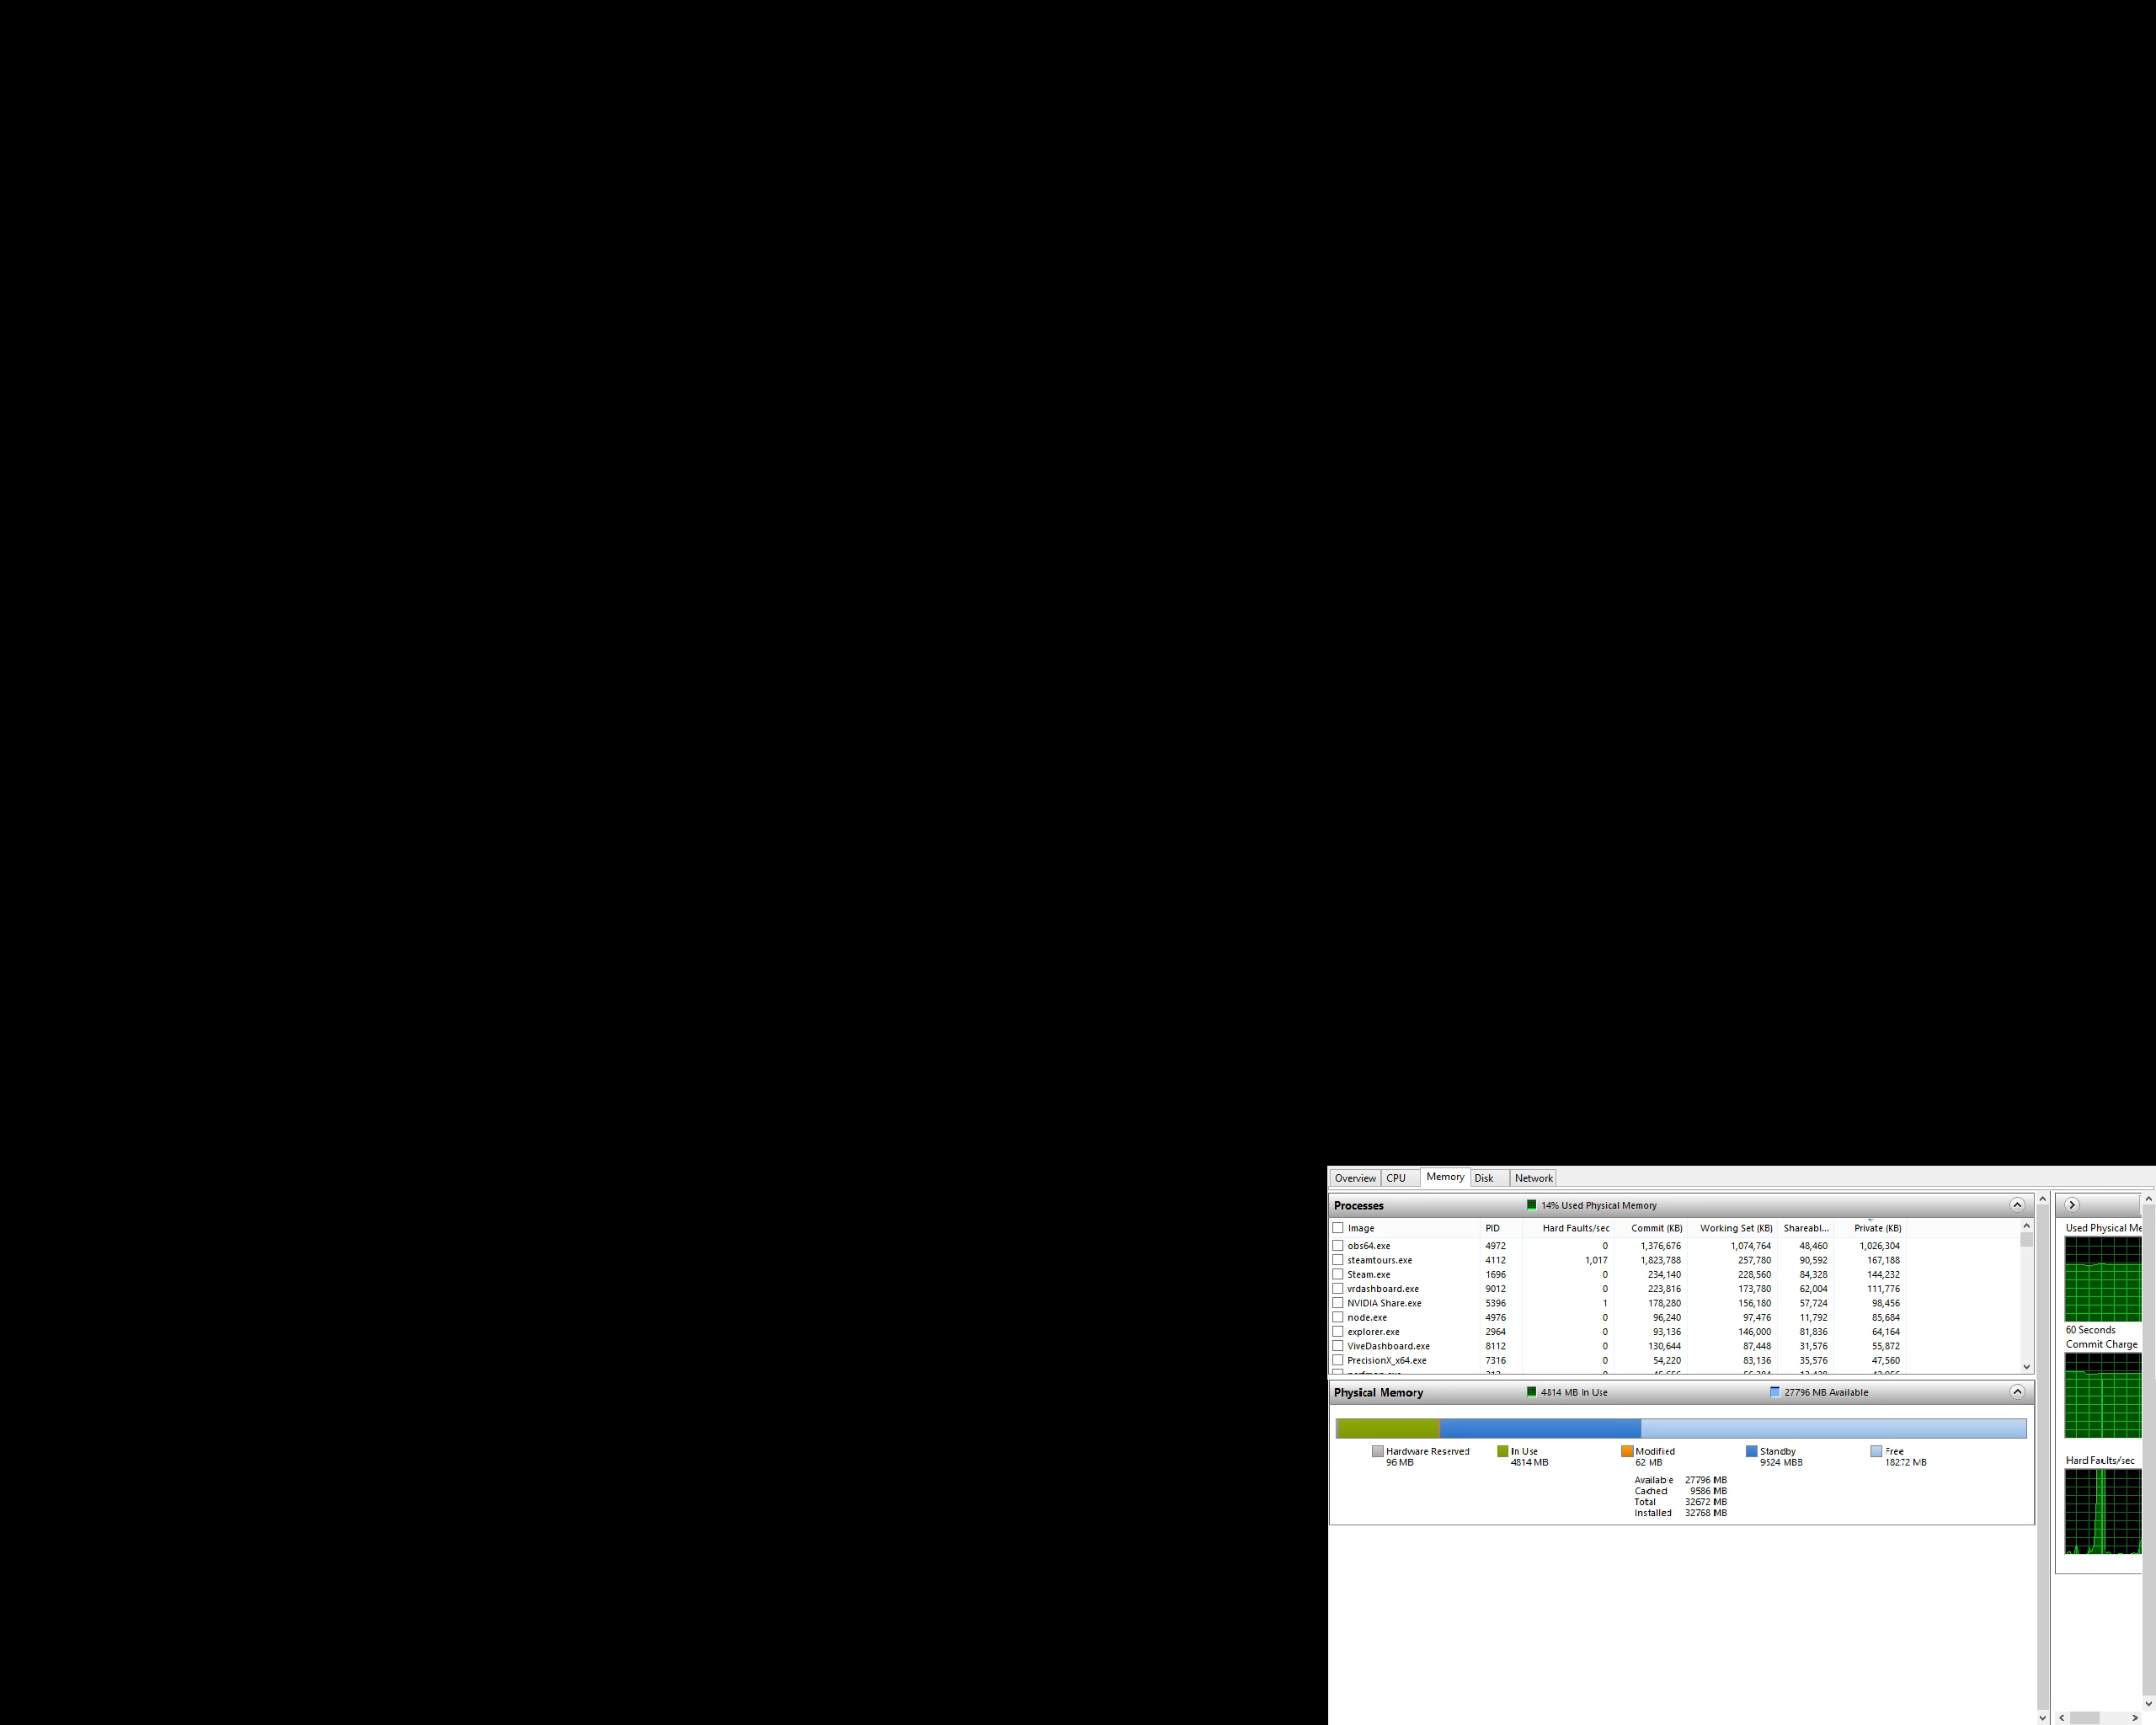 Overview CPU Memory Disk Network
Processes 14% Used Physical Memory
Image PID Hard Faults/sec Commit (KB) Working Set (KB) Shareabl... Private (KB)
obs64.exe 4972 0 1,376,676 1,074,764 48,460 1,026,304
steamtours.exe 4112 1,017 1,823,788 257,780 90,592 167,188
Steam.exe 1696 0 234,140 228,560 84,328 144,232
vrdashboard.exe 9012 0 223,816 173,780 62,004 111,776
NVIDIA Share.exe 5396 1 178,280 156,180 57,724 98,456
node.exe 4976 0 96,240 97,476 11,792 85,684
explorer.exe 2964 0 93,136 146,000 81,836 64,164
ViveDashboard.exe 8112 0 130,644 87,448 31,576 55,872
PrecisionX_x64.exe 7316 0 54,220 83,136 35,576 47,560
Physical Memory 4814 MB In Use 27796 MB Available
Hardware Reserved
96 MB
In Use
4814 MB
Modified
62 MB
Standby
9524 MBB
Free
18272 MB
Available 27796 MB
Cached 9586 MB
Total 32672 MB
Installed 32768 MB
Used Physical Me
60 Seconds
Commit Charge
Hard Faults/sec